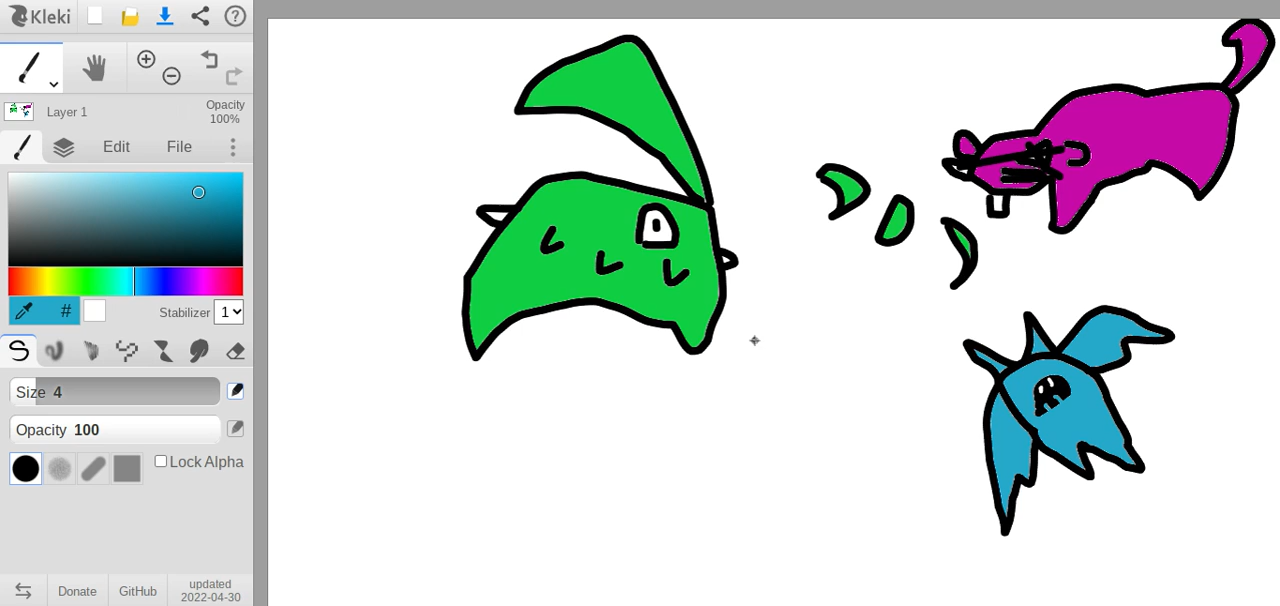 Kleki
Layer 1
Opacity
100%
Edit
File
#
Stabilizer 1
Size 4
Opacity 100
Lock Alpha
Donate
GitHub
updated
2022-04-30